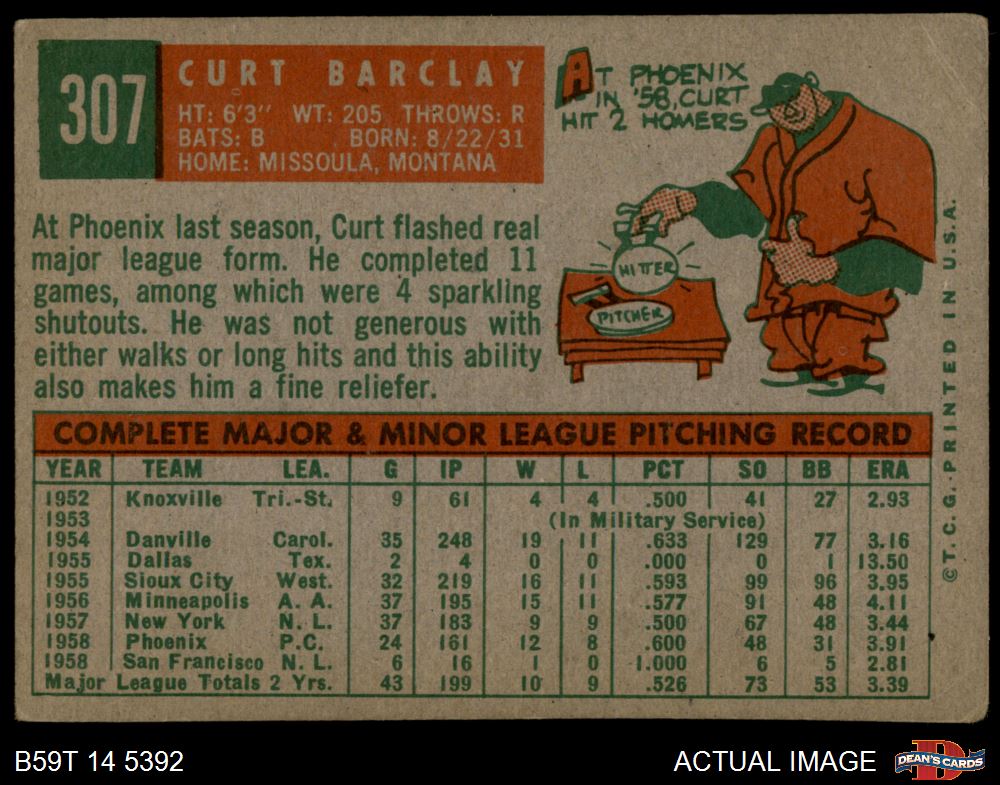 307
CURT BARCLAY
HT: 6'3" WT: 205 THROWS: R
BATS: B BORN: 8/22/31
HOME: MISSOULA, MONTANA
AT PHOENIX
IN '58, CURT
HIT 2 HOMERS
HITTER
PITCHER
At Phoenix last season, Curt flashed real
major league form. He completed 11
games, among which were 4 sparkling
shutouts. He was not generous with
either walks or long hits and this ability
also makes him a fine reliefer.
COMPLETE MAJOR & MINOR LEAGUE PITCHING RECORD
YEAR TEAM LEA. G IP W L PCT SO BB ERA
1952 Knoxville Tri.-St. 9 61 4 4 .500 41 27 2.93
1953 (In Military Service)
1954 Danville Carol. 35 248 19 11 .633 129 77 3.16
1955 Dallas Tex. 2 4 0 0 .000 0 1 13.50
1955 Sioux City West. 32 219 16 11 .593 99 96 3.95
1956 Minneapolis A. A. 37 195 15 11 .577 91 48 4.11
1957 New York N. L. 37 183 9 9 .500 67 48 3.44
1958 Phoenix P.C. 24 161 12 8 .600 48 31 3.91
1958 San Francisco N. L. 6 16 1 0 1.000 6 5 2.81
Major League Totals 2 Yrs. 43 199 10 9 .526 73 53 3.39
©T. C. G.·PRINTED IN U.S.A.
B59T 14 5392
ACTUAL IMAGE
D
DEAN'S CARDS